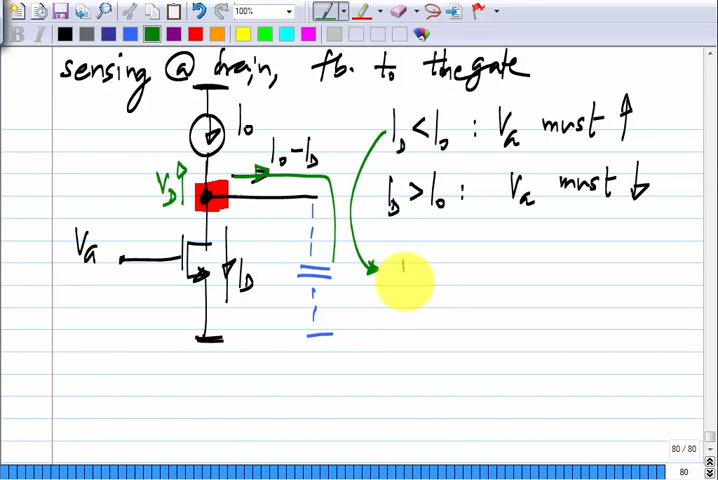 100%
sensing @ drain, fb. to the gate
I0
I0 - ID
ID < I0 : VG must ↑
VD ↑
ID > I0 : VG must ↓
VG
ID
80 / 80
80